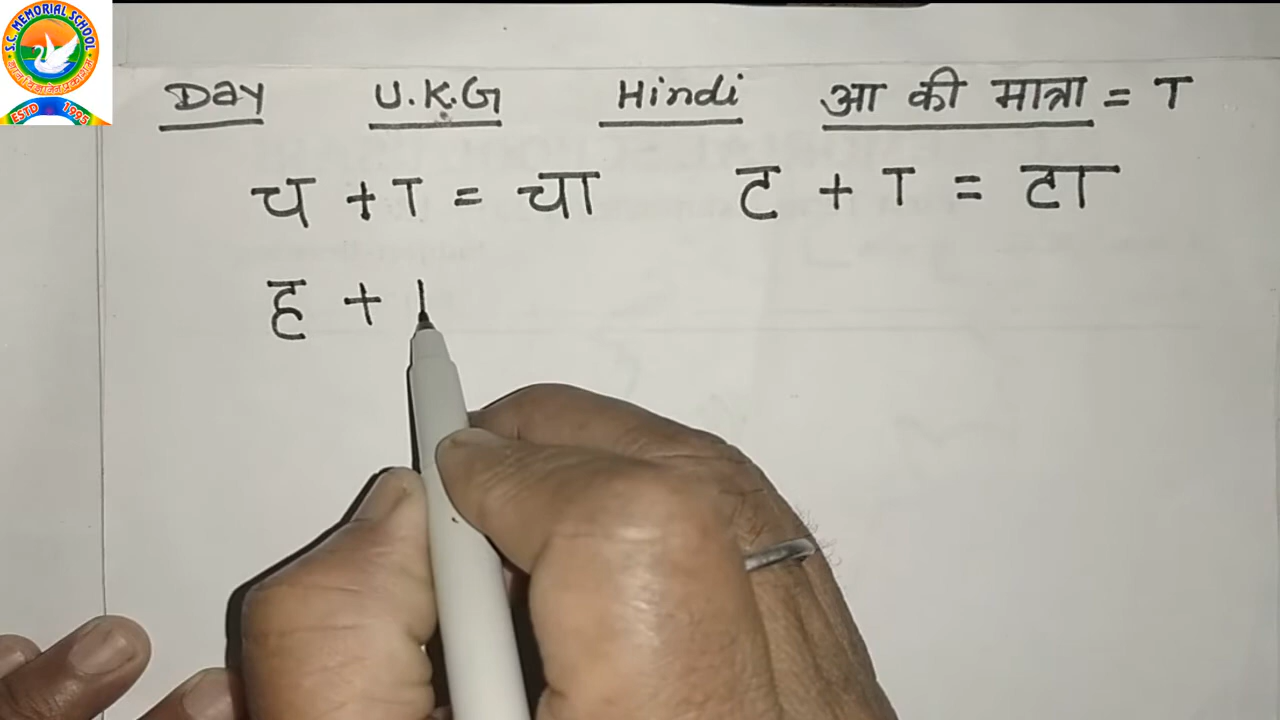 S.C. MEMORIAL SCHOOL
ESTD 1995
Day U.K.G Hindi आ की मात्रा = ा
च + ा = चा ट + ा = टा
ह +